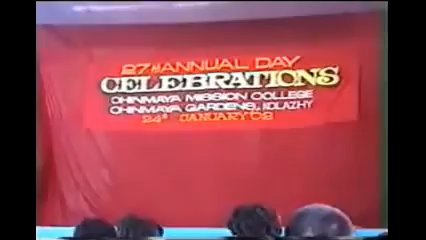 27th ANNUAL DAY
CELEBRATIONS
CHINMAYA MISSION COLLEGE
CHINMAYA GARDENS, KOLAZHY
24th JANUARY 02